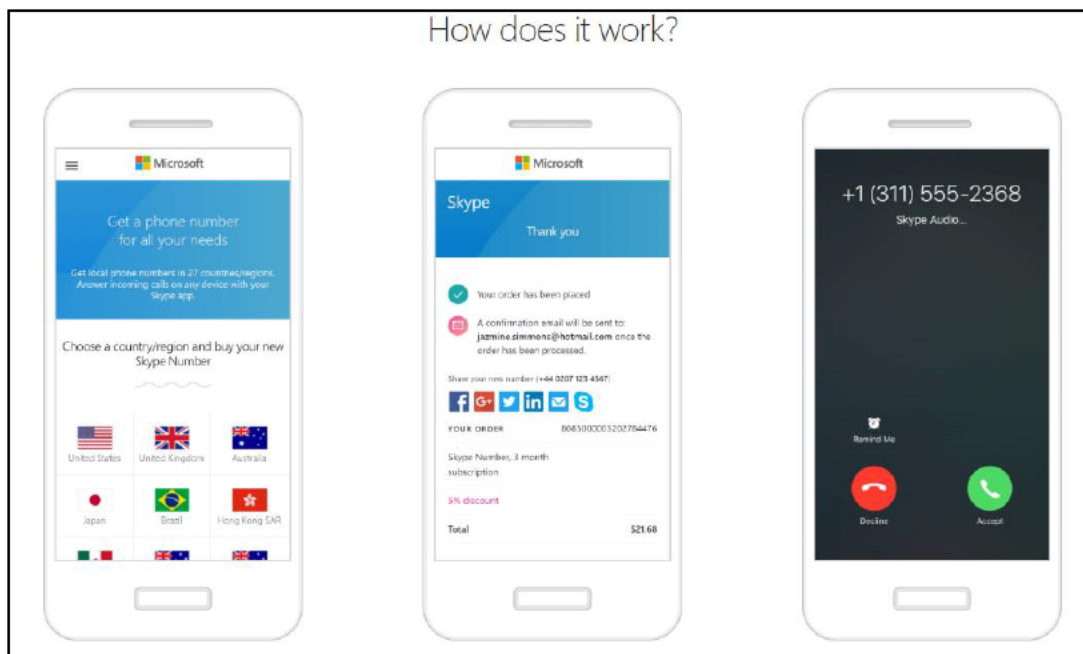 How does it work?
Microsoft
Get a phone number
for all your needs
Get local phone numbers in 27 countries/regions.
Answer incoming calls on any device with your
Skype app.
Choose a country/region and buy your new
Skype Number
United States
United Kingdom
Australia
Japan
Brazil
Hong Kong SAR
Microsoft
Skype
Thank you
Your order has been placed
A confirmation email will be sent to:
jazmine.simmons@hotmail.com once the
order has been processed.
Share your new number (+44 0207 123 4567)
f G+ in S
YOUR ORDER 8085000003202784476
Skype Number, 3 month
subscription
5% discount
Total $21.68
+1 (311) 555-2368
Skype Audio...
Remind Me
Decline
Accept